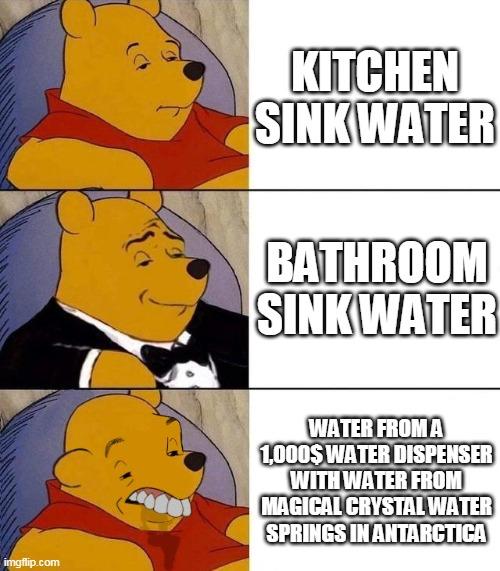 KITCHEN
SINK WATER
BATHROOM
SINK WATER
WATER FROM A
1,000$ WATER DISPENSER
WITH WATER FROM
MAGICAL CRYSTAL WATER
SPRINGS IN ANTARCTICA
imgflip.com